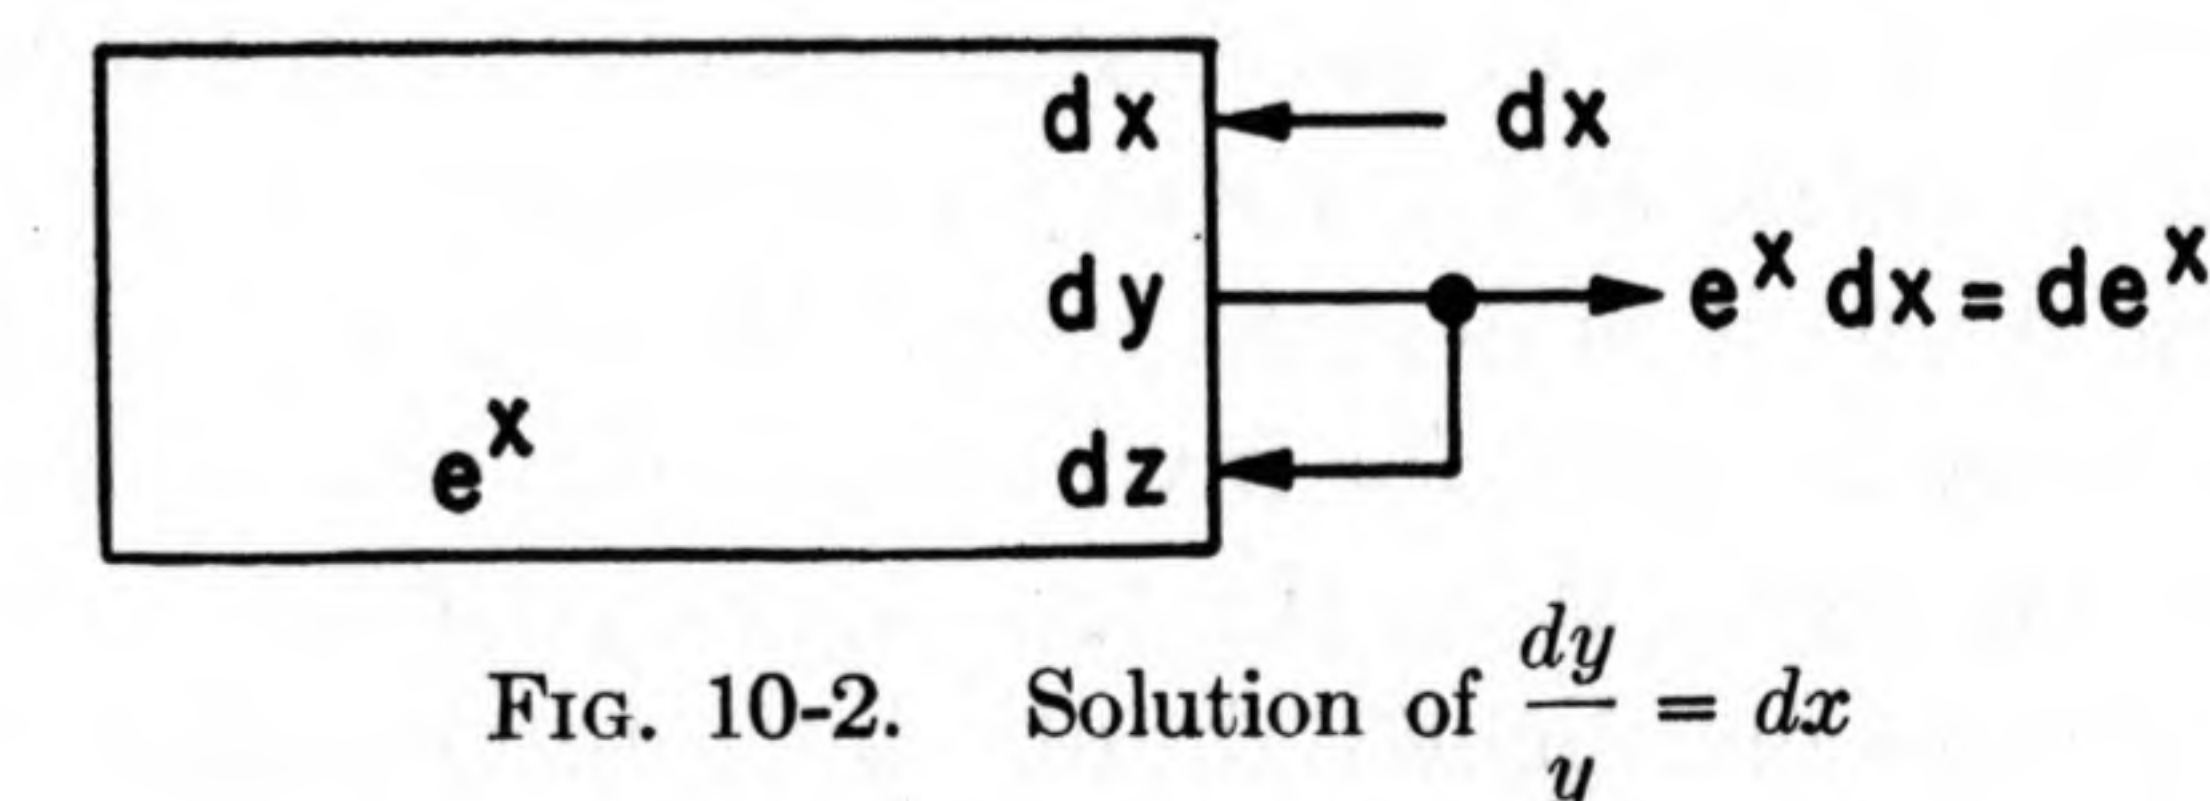 dx dx
dy e^x dx = de^x
e^x dz
FIG. 10-2. Solution of dy/y = dx